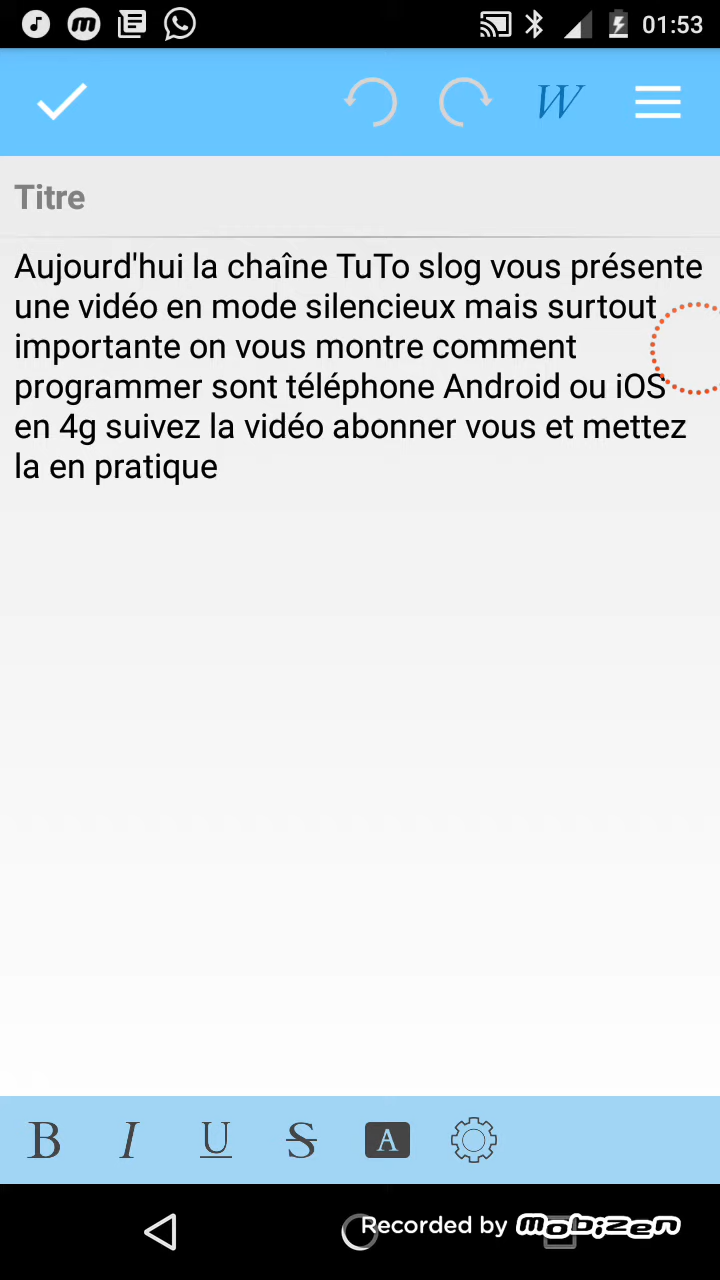 01:53
W
Titre
Aujourd'hui la chaîne TuTo slog vous présente
une vidéo en mode silencieux mais surtout
importante on vous montre comment
programmer sont téléphone Android ou iOS
en 4g suivez la vidéo abonner vous et mettez
la en pratique
B I U S A
Recorded by mobizen